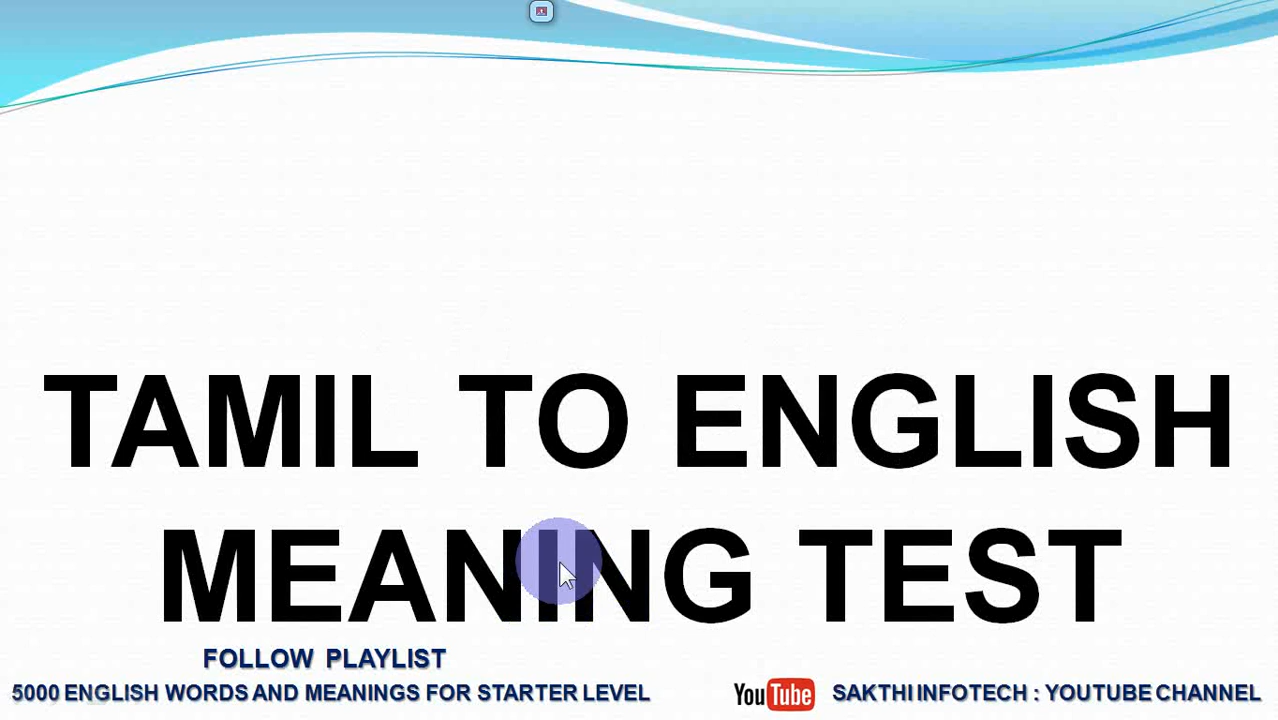 TAMIL TO ENGLISH
MEANING TEST
FOLLOW PLAYLIST
5000 ENGLISH WORDS AND MEANINGS FOR STARTER LEVEL
YouTube SAKTHI INFOTECH : YOUTUBE CHANNEL